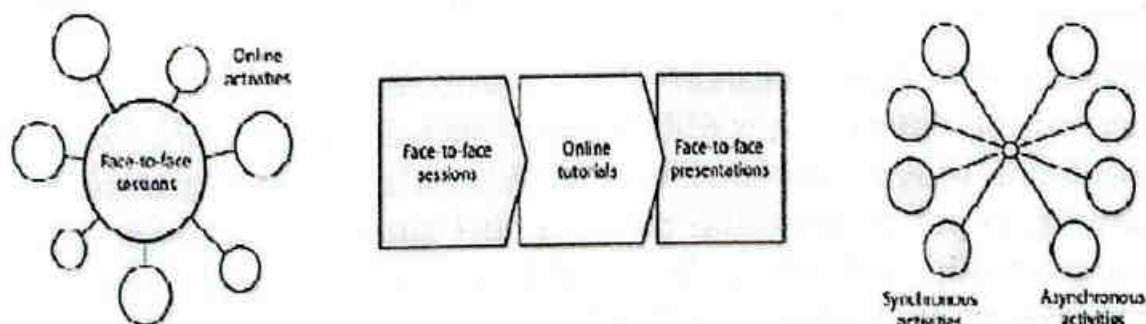 Online
activities
Face-to-face
sessions
Face-to-face
sessions
Online
tutorials
Face-to-face
presentations
Synchronous
activities
Asynchronous
activities